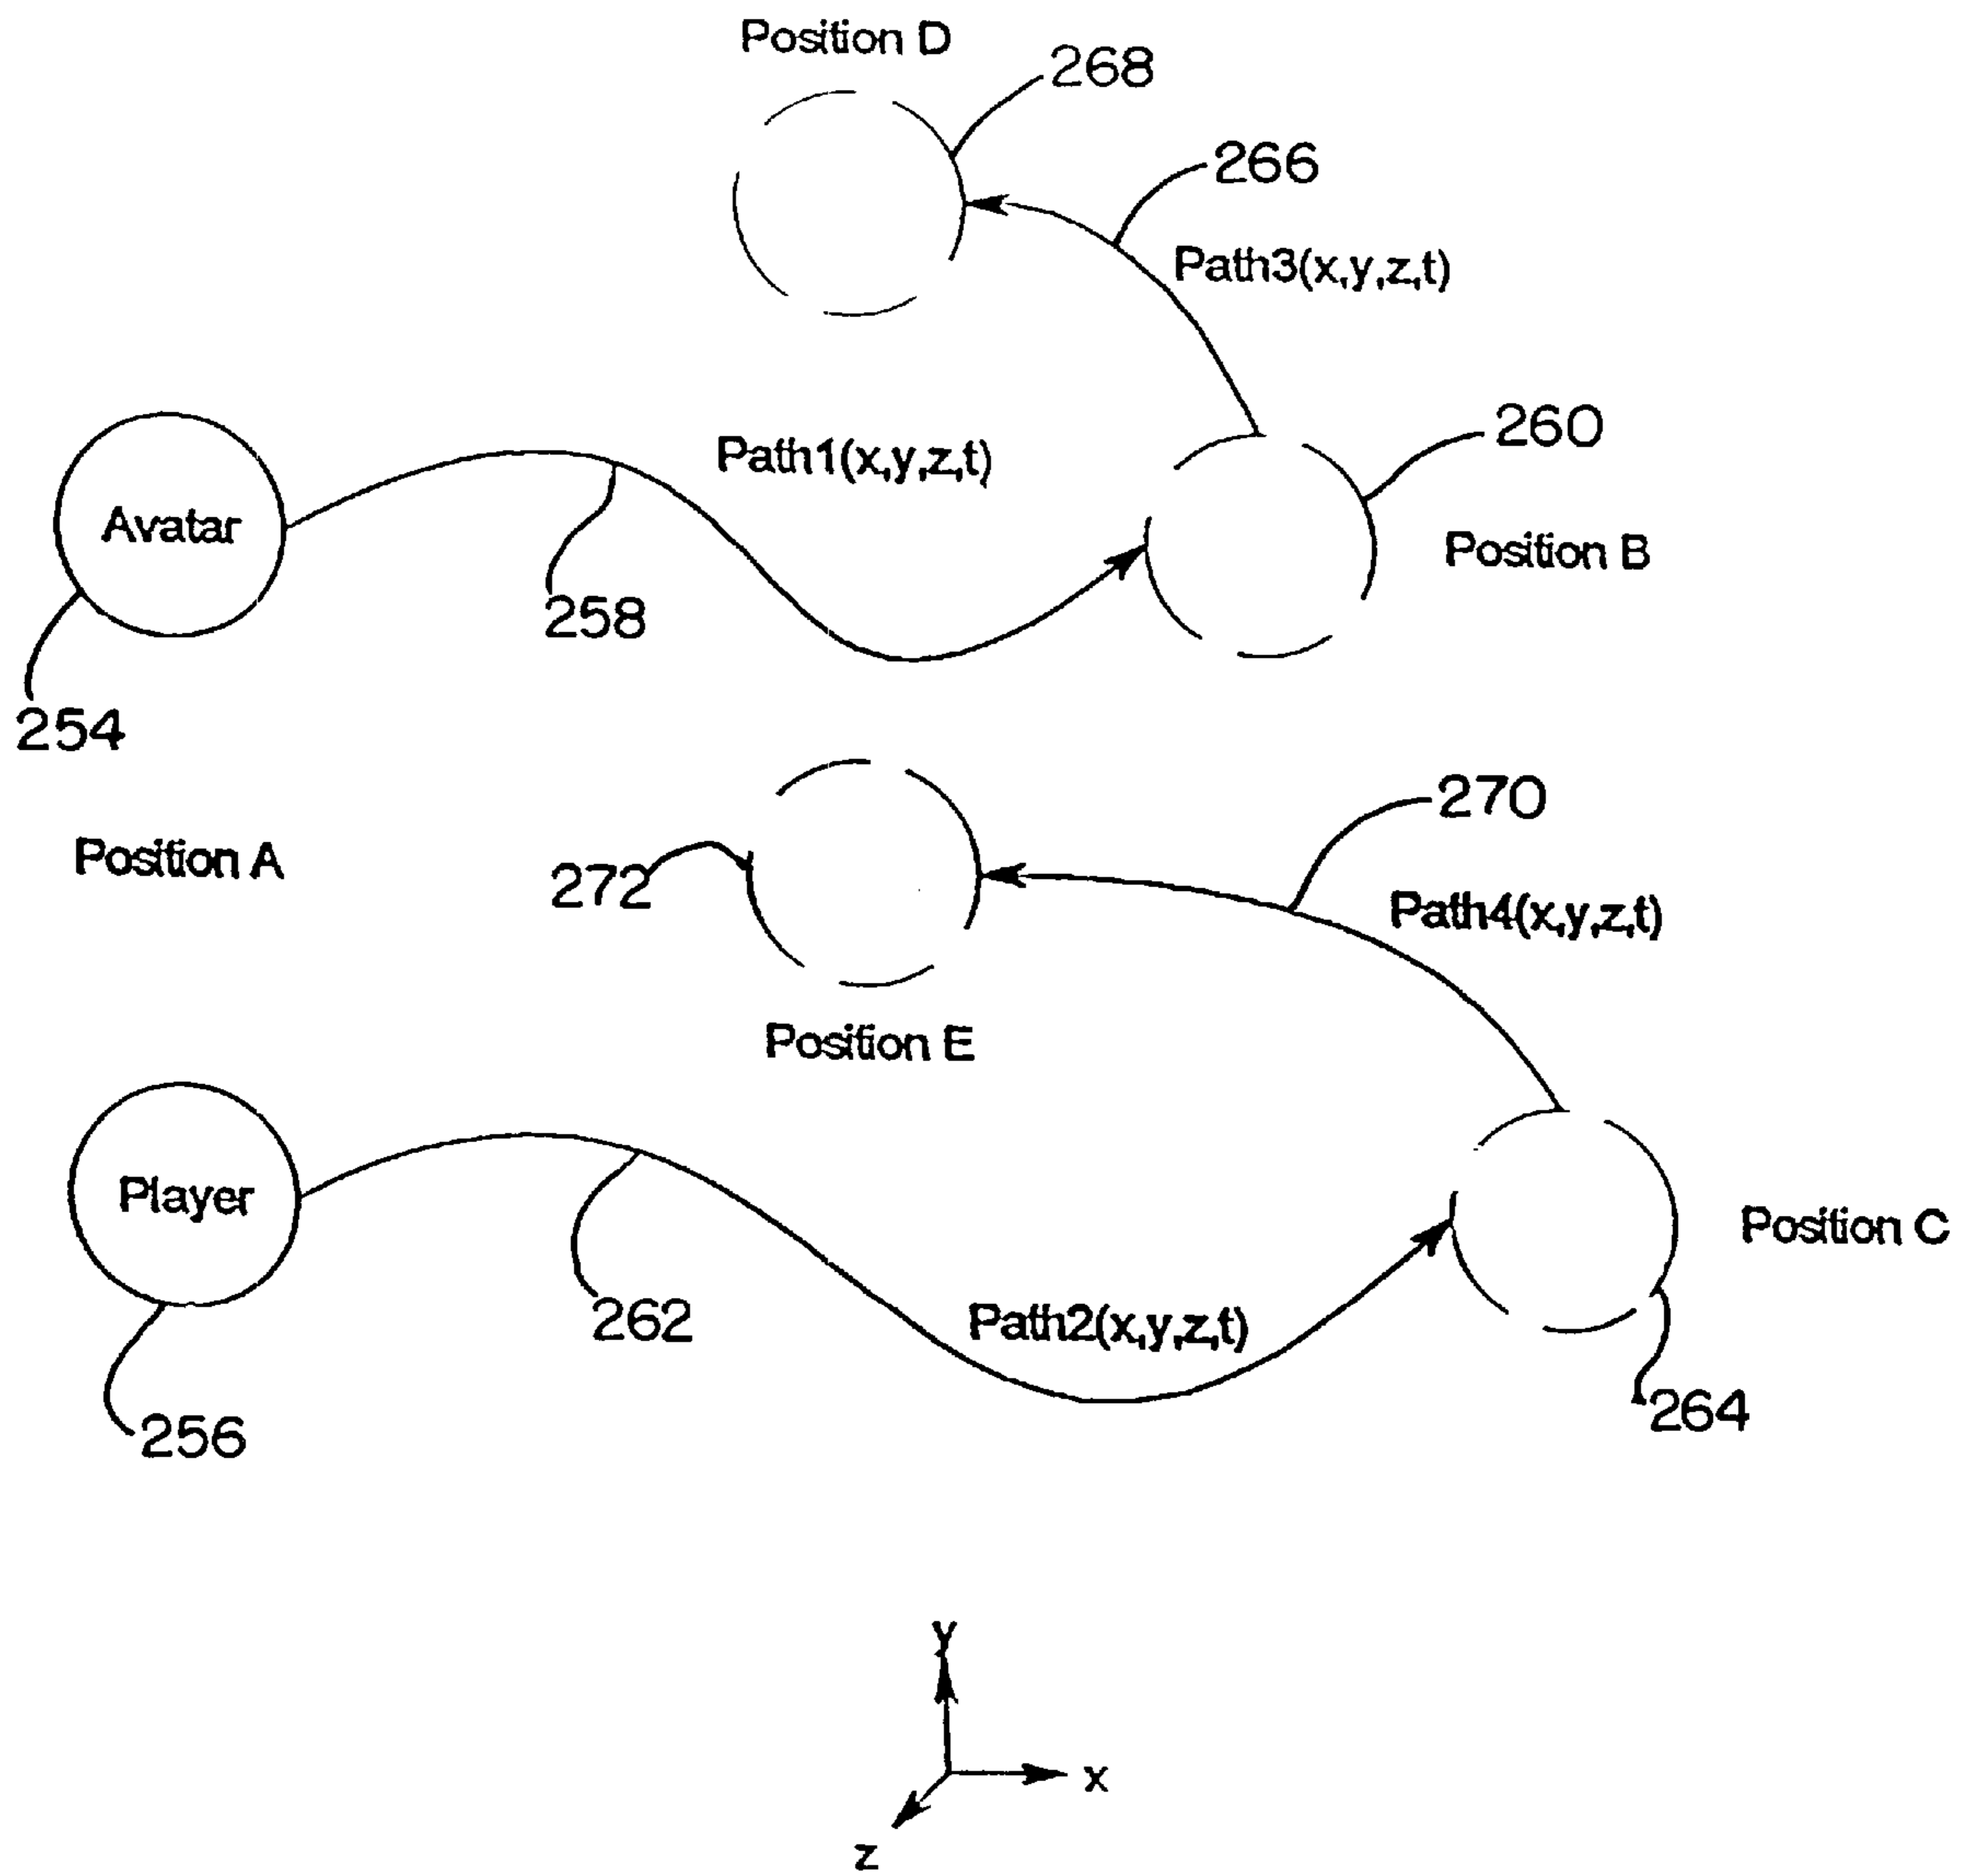 Position D
268
266
Path3(x,y,z,t)
260
Path1(x,y,z,t)
Avatar
Position B
258
254
270
Position A
272
Path4(x,y,z,t)
Position E
Player
Position C
262
Path2(x,y,z,t)
264
256
y
x
z